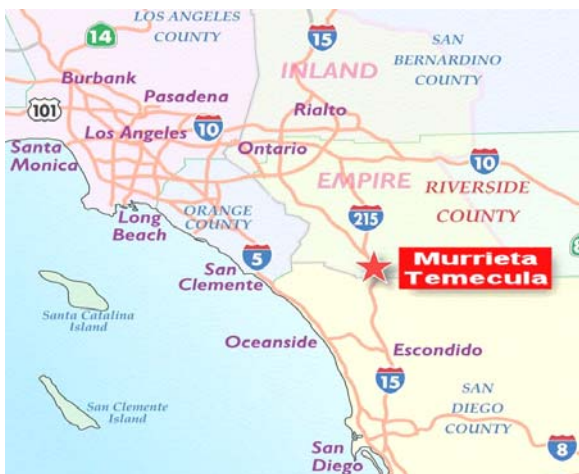 LOS ANGELES
COUNTY
14
15
SAN
BERNARDINO
COUNTY
INLAND
Burbank
Pasadena
101
Rialto
Los Angeles
10
Santa
Monica
Ontario
10
EMPIRE
RIVERSIDE
COUNTY
ORANGE
COUNTY
Long
Beach
215
5
Murrieta
Temecula
San
Clemente
Santa Catalina
Island
Oceanside
Escondido
15
San Clemente
Island
SAN
DIEGO
COUNTY
San
Diego
8